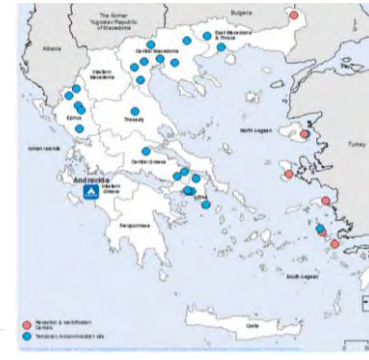 The former
Yugoslav Republic
of Macedonia
Bulgaria
Albania
East Macedonia
& Thrace
Central Macedonia
Western
Macedonia
Epirus
Thessaly
North Aegean
Turkey
Ionian Islands
Central Greece
Andravida
Western
Greece
Attica
Peloponnese
South Aegean
Crete
Reception & Identification
Centers
Temporary Accommodation site